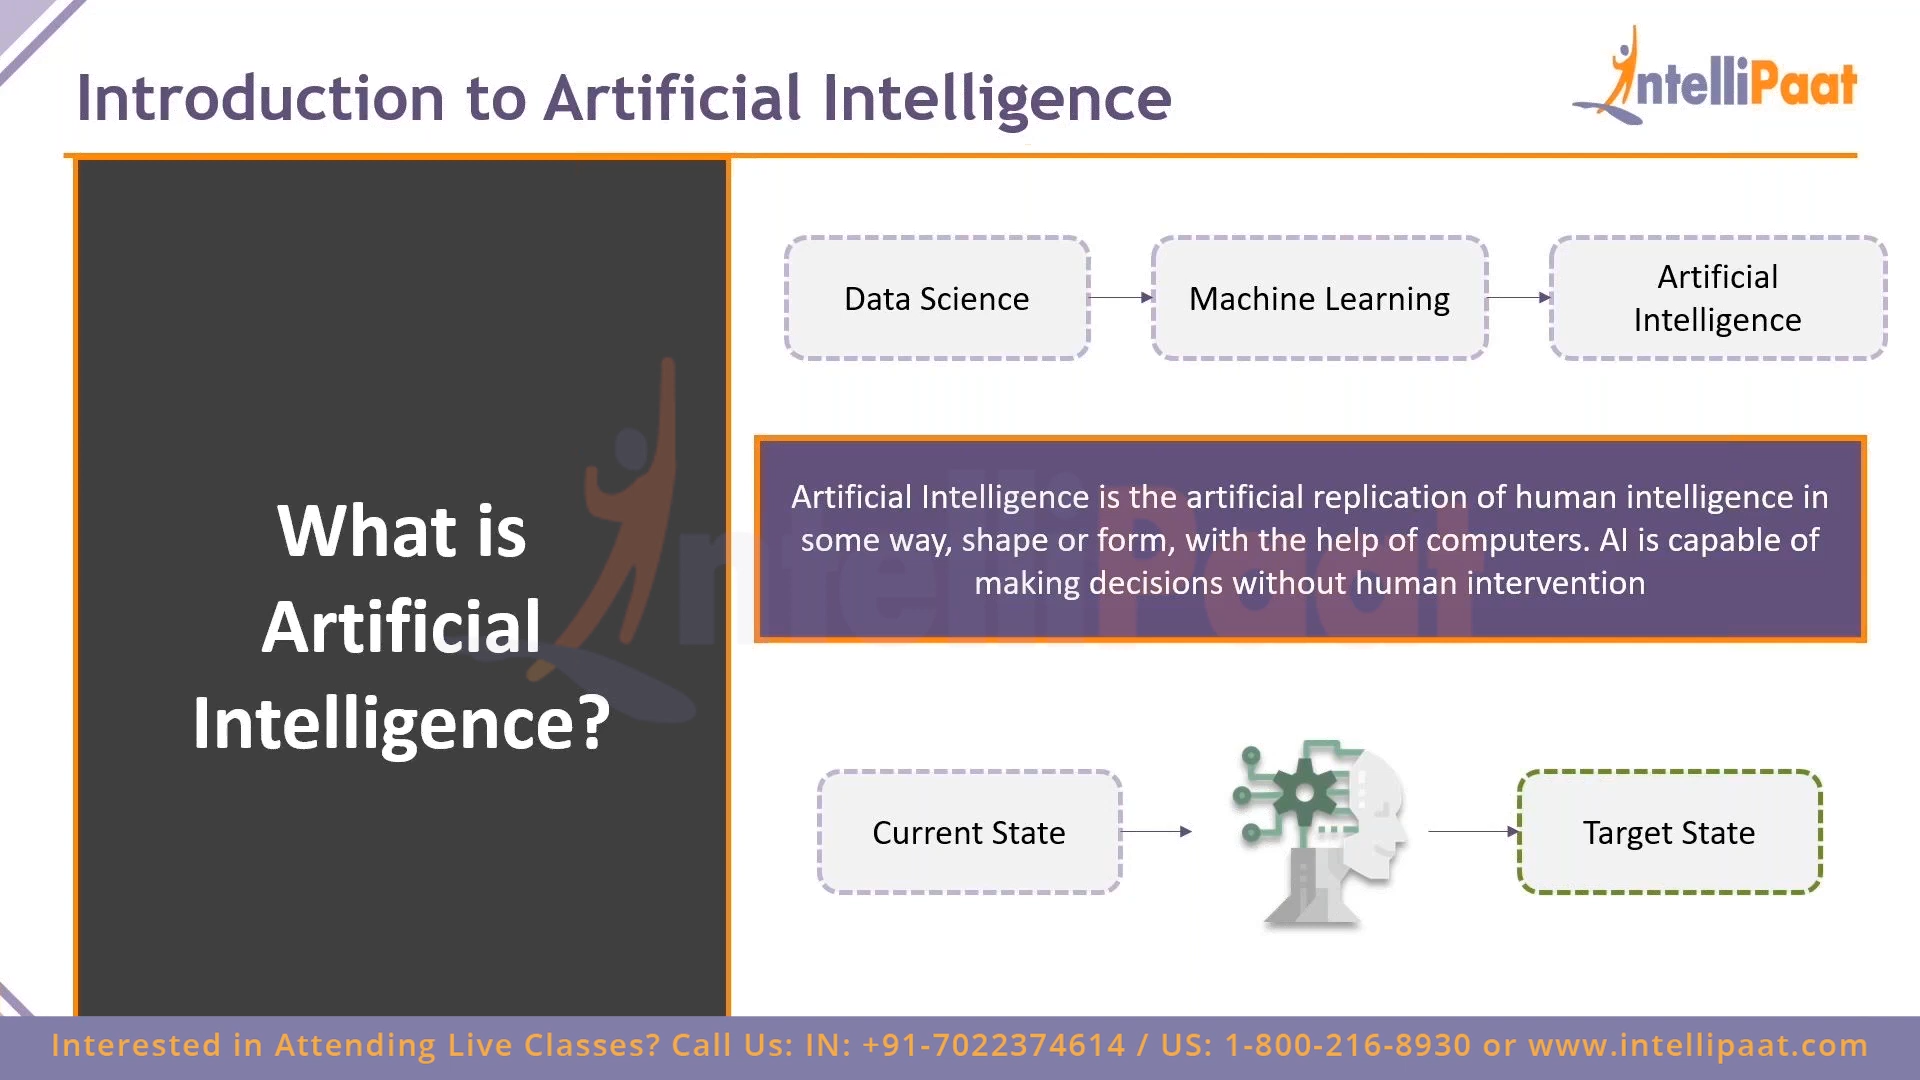 Introduction to Artificial Intelligence
IntelliPaat
What is
Artificial
Intelligence?
Data Science
Machine Learning
Artificial
Intelligence
Artificial Intelligence is the artificial replication of human intelligence in
some way, shape or form, with the help of computers. AI is capable of
making decisions without human intervention
IntelliPaat
Current State
Target State
Interested in Attending Live Classes? Call Us: IN: +91-7022374614 / US: 1-800-216-8930 or www.intellipaat.com